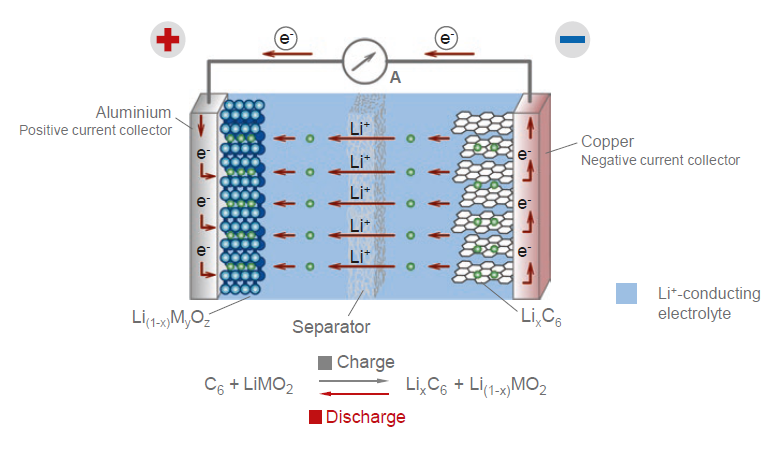 +
e⁻ e⁻
−
A
Aluminium
Positive current collector
Li⁺
Li⁺
Li⁺
Li⁺
Li⁺
e⁻
e⁻
e⁻
e⁻
e⁻
e⁻
Copper
Negative current collector
Li⁺-conducting
electrolyte
Li(1-x)MyOz
Separator
LixC6
Charge
C6 + LiMO2 LixC6 + Li(1-x)MO2
Discharge